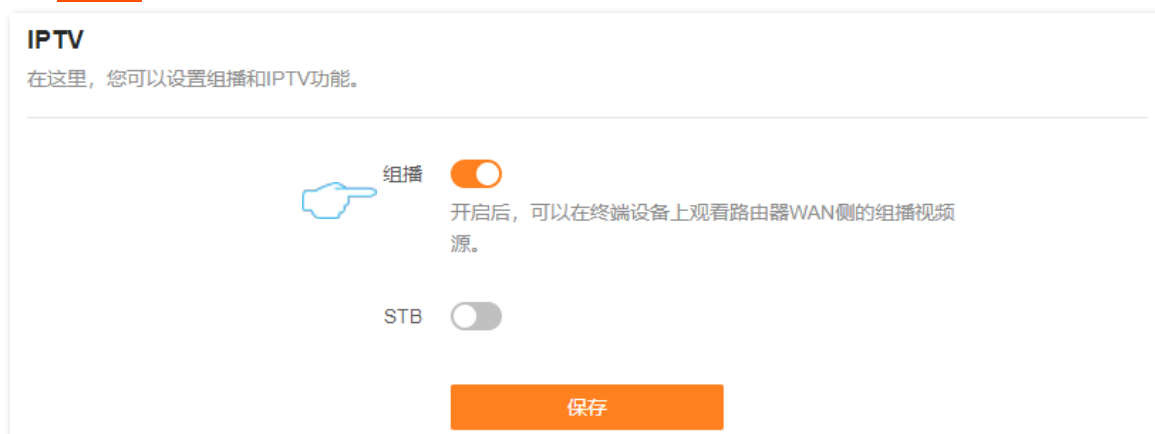 IPTV
在这里，您可以设置组播和IPTV功能。
组播
开启后，可以在终端设备上观看路由器WAN侧的组播视频
源。
STB
保存